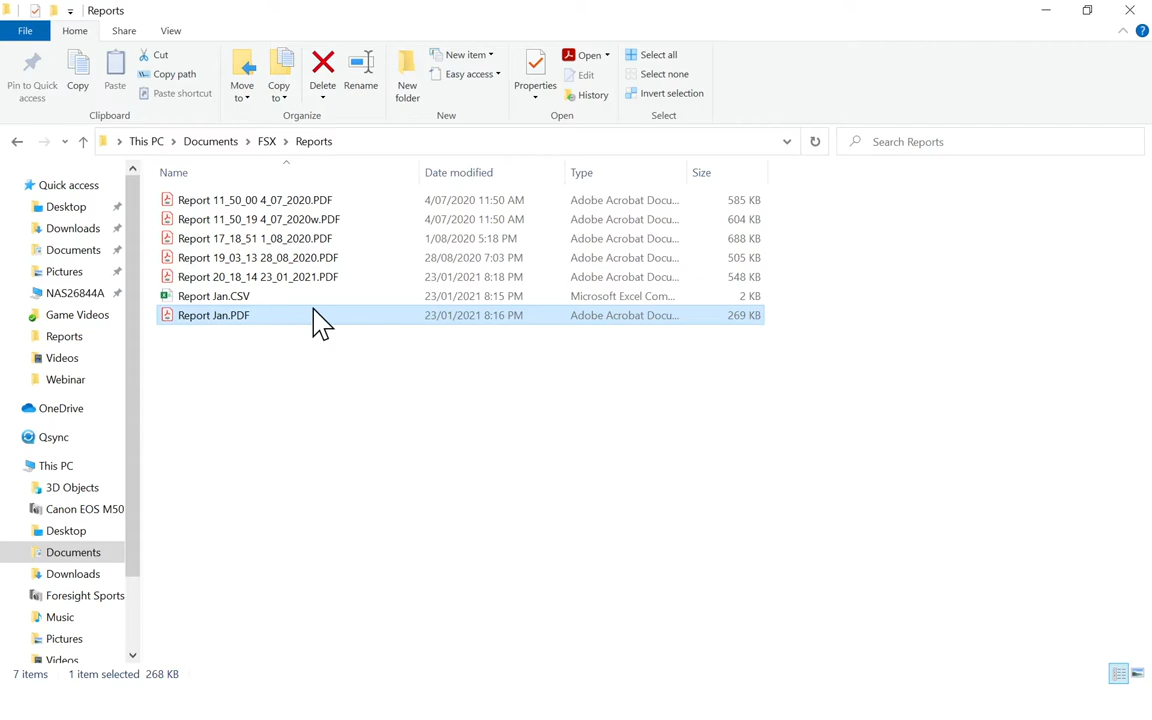 Reports
File Home Share View
Pin to Quick access
Copy
Paste
Cut
Copy path
Paste shortcut
Clipboard
Move to
Copy to
Delete
Rename
Organize
New folder
New item
Easy access
New
Properties
Open
Edit
History
Open
Select all
Select none
Invert selection
Select
This PC > Documents > FSX > Reports
Search Reports
Quick access
Desktop
Downloads
Documents
Pictures
NAS26844A
Game Videos
Reports
Videos
Webinar
OneDrive
Qsync
This PC
3D Objects
Canon EOS M50
Desktop
Documents
Downloads
Foresight Sports
Music
Pictures
Videos
Name Date modified Type Size
Report 11_50_00 4_07_2020.PDF 4/07/2020 11:50 AM Adobe Acrobat Docu... 585 KB
Report 11_50_19 4_07_2020w.PDF 4/07/2020 11:50 AM Adobe Acrobat Docu... 604 KB
Report 17_18_51 1_08_2020.PDF 1/08/2020 5:18 PM Adobe Acrobat Docu... 688 KB
Report 19_03_13 28_08_2020.PDF 28/08/2020 7:03 PM Adobe Acrobat Docu... 505 KB
Report 20_18_14 23_01_2021.PDF 23/01/2021 8:18 PM Adobe Acrobat Docu... 548 KB
Report Jan.CSV 23/01/2021 8:15 PM Microsoft Excel Com... 2 KB
Report Jan.PDF 23/01/2021 8:16 PM Adobe Acrobat Docu... 269 KB
7 items 1 item selected 268 KB